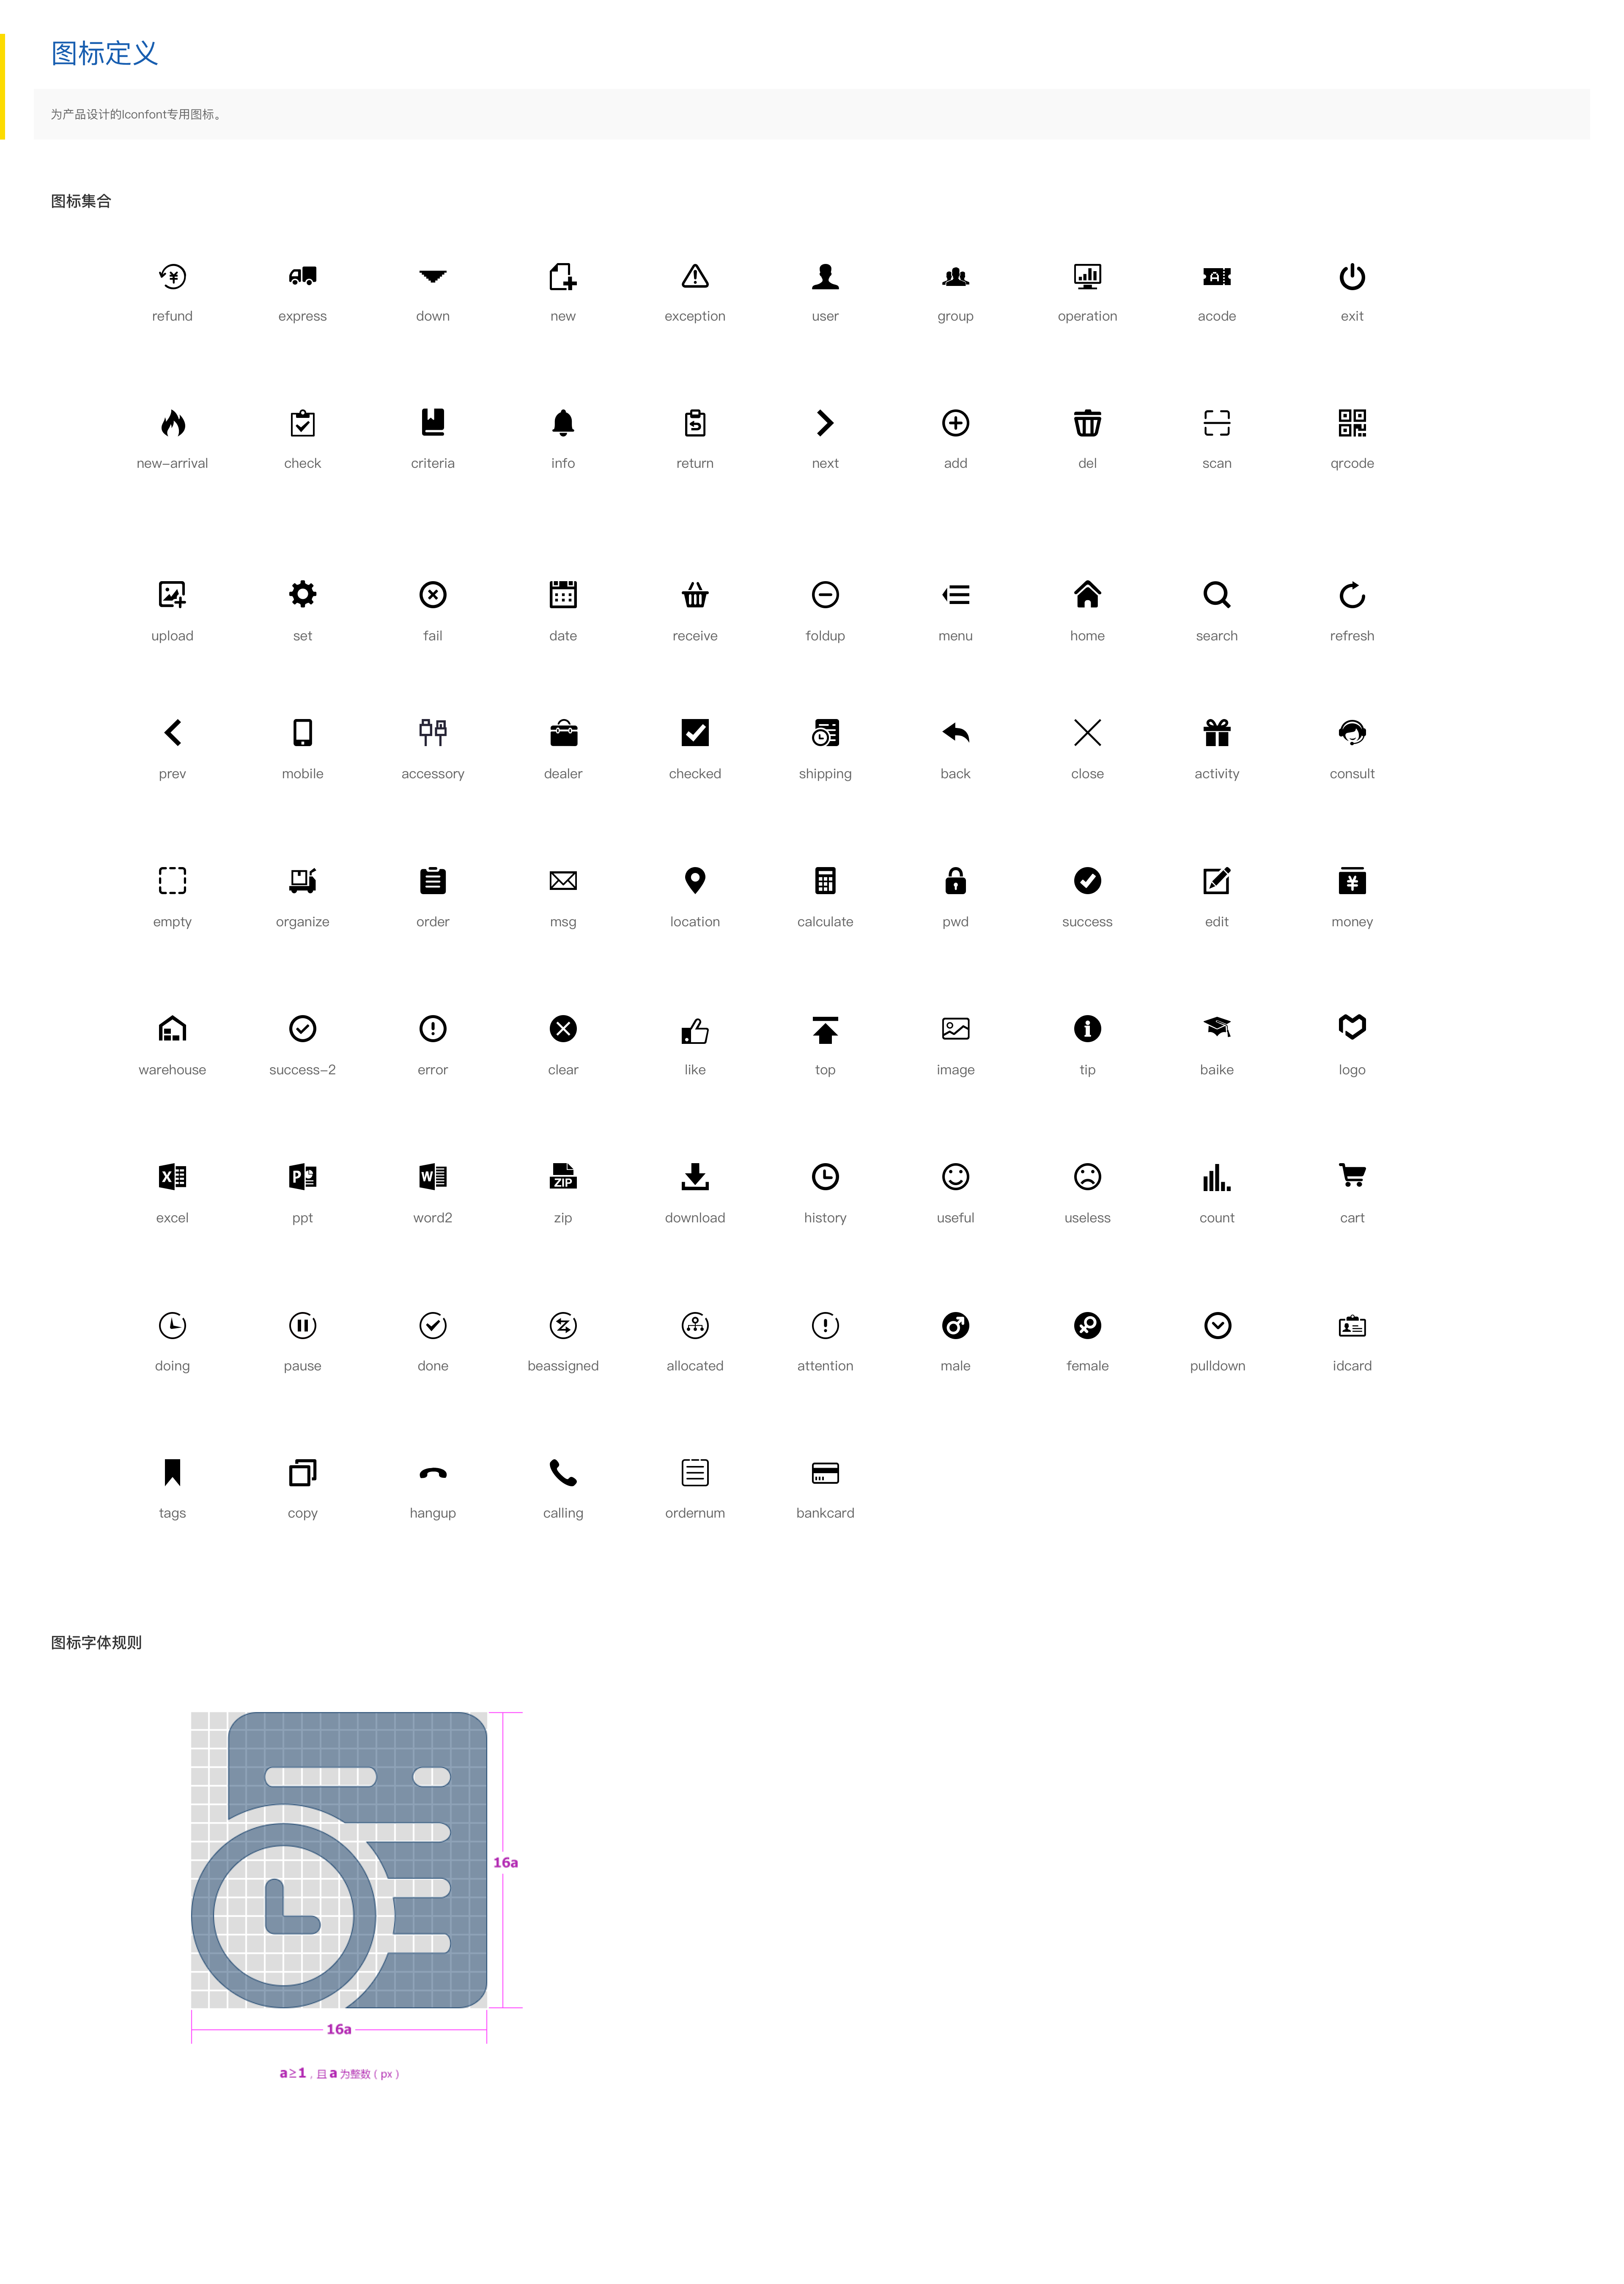 图标定义
为产品设计的Iconfont专用图标。
图标集合
refund express down new exception user group operation acode exit
new-arrival check criteria info return next add del scan qrcode
upload set fail date receive foldup menu home search refresh
prev mobile accessory dealer checked shipping back close activity consult
empty organize order msg location calculate pwd success edit money
warehouse success-2 error clear like top image tip baike logo
ZIP
excel ppt word2 zip download history useful useless count cart
doing pause done beassigned allocated attention male female pulldown idcard
tags copy hangup calling ordernum bankcard
图标字体规则
16a
16a
a≥1，且 a 为整数（px）